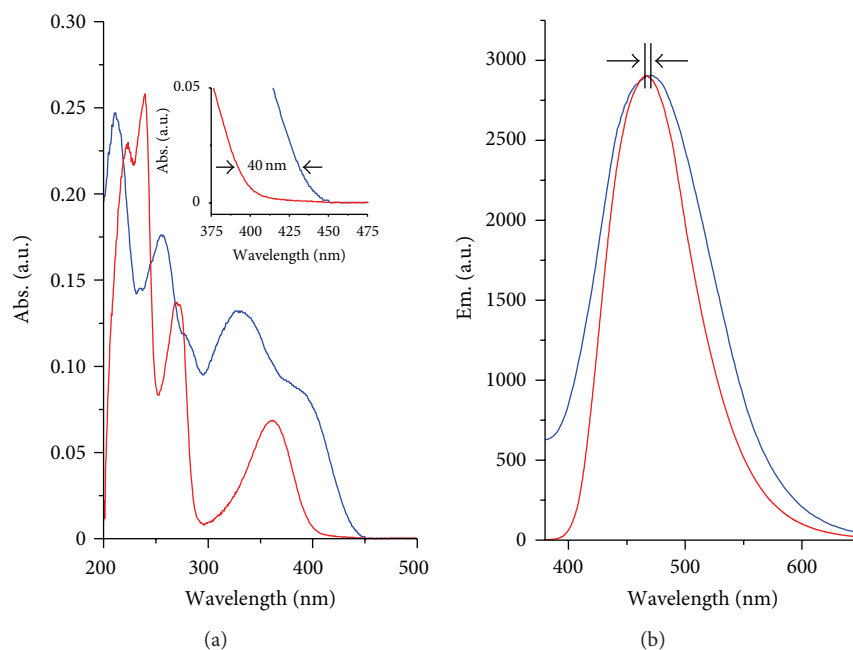 0.30
0.25
0.20
0.15
0.10
0.05
0
Abs. (a.u.)
200 300 400 500
Wavelength (nm)
0.05
0
Abs. (a.u.)
40 nm
375 400 425 450 475
Wavelength (nm)
(a)
3000
2500
2000
1500
1000
500
0
Em. (a.u.)
400 500 600
Wavelength (nm)
(b)